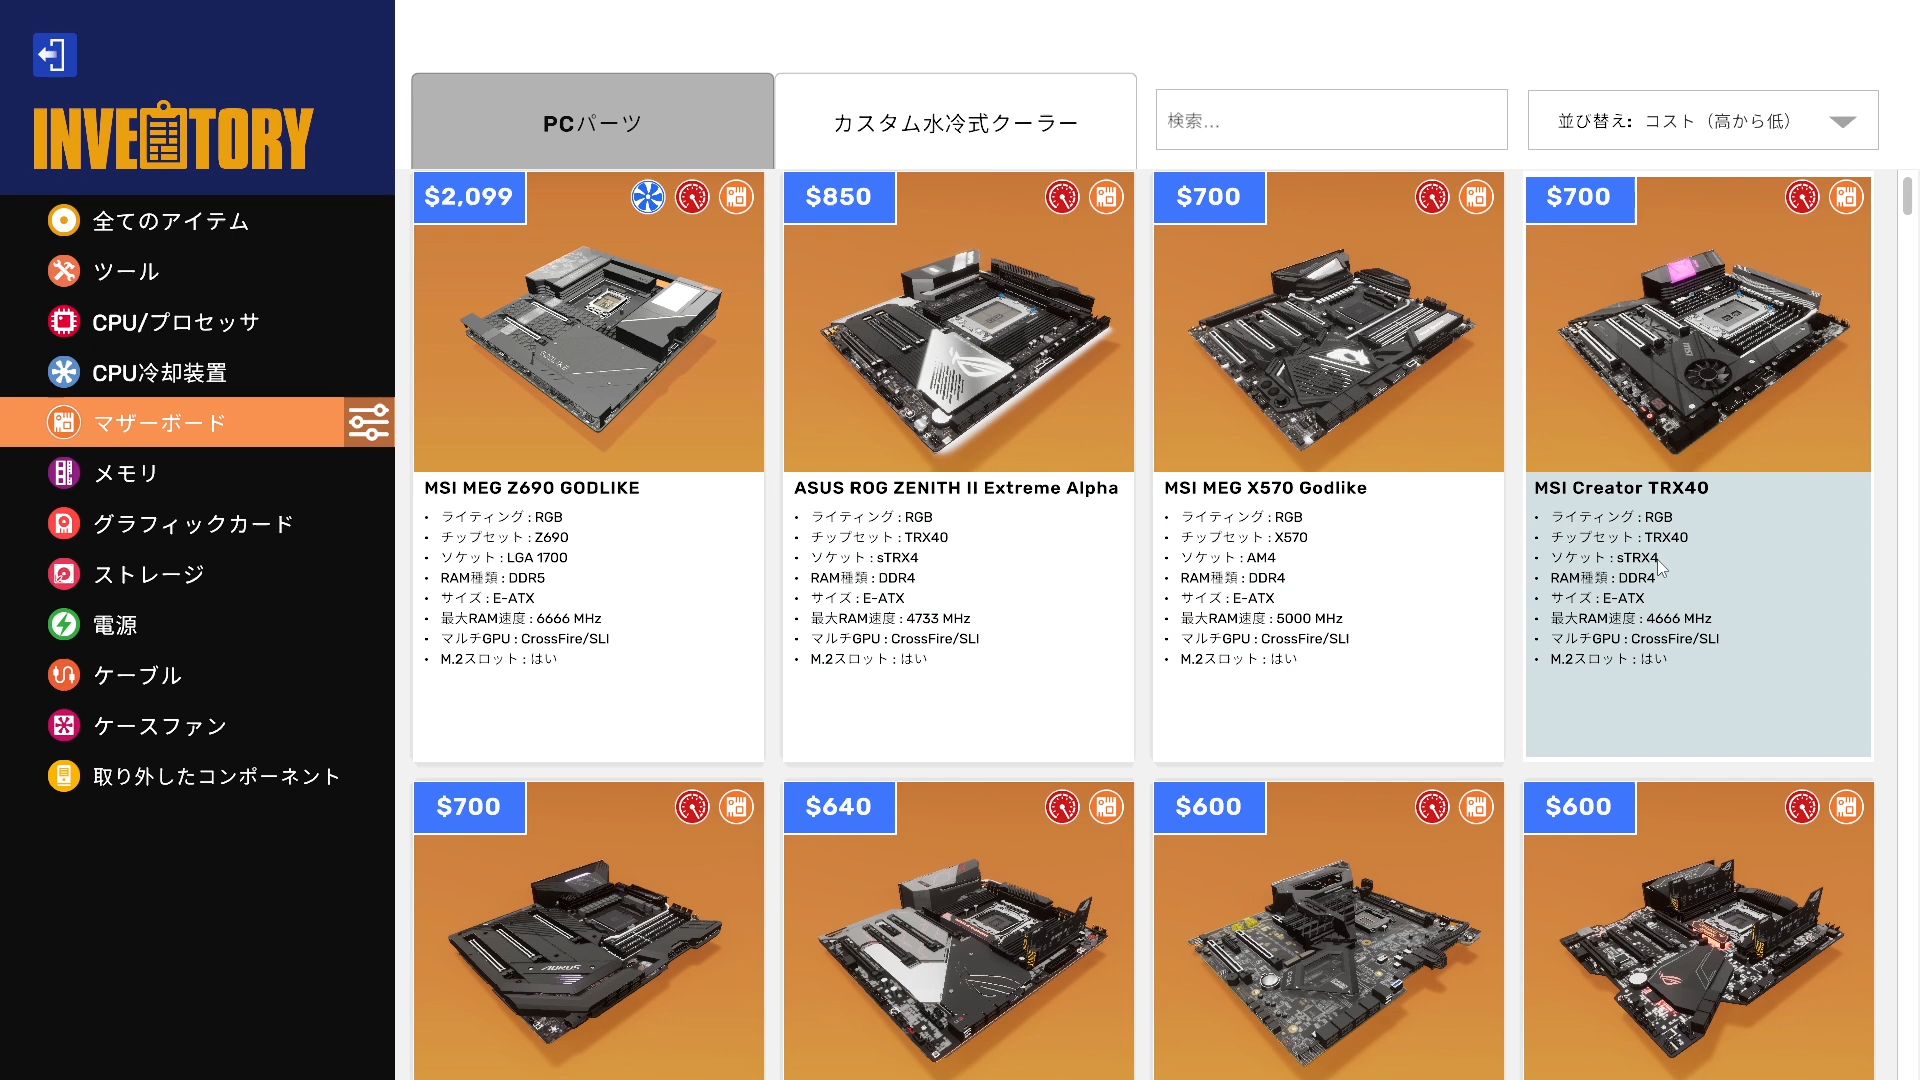 INVENTORY
全てのアイテム
ツール
CPU/プロセッサ
CPU冷却装置
マザーボード
メモリ
グラフィックカード
ストレージ
電源
ケーブル
ケースファン
取り外したコンポーネント
PCパーツ
カスタム水冷式クーラー
検索...
並び替え: コスト（高から低）
$2,099
MSI MEG Z690 GODLIKE
・ ライティング : RGB
・ チップセット : Z690
・ ソケット : LGA 1700
・ RAM種類 : DDR5
・ サイズ : E-ATX
・ 最大RAM速度 : 6666 MHz
・ マルチGPU : CrossFire/SLI
・ M.2スロット : はい
$850
ASUS ROG ZENITH II Extreme Alpha
・ ライティング : RGB
・ チップセット : TRX40
・ ソケット : sTRX4
・ RAM種類 : DDR4
・ サイズ : E-ATX
・ 最大RAM速度 : 4733 MHz
・ マルチGPU : CrossFire/SLI
・ M.2スロット : はい
$700
MSI MEG X570 Godlike
・ ライティング : RGB
・ チップセット : X570
・ ソケット : AM4
・ RAM種類 : DDR4
・ サイズ : E-ATX
・ 最大RAM速度 : 5000 MHz
・ マルチGPU : CrossFire/SLI
・ M.2スロット : はい
$700
MSI Creator TRX40
・ ライティング : RGB
・ チップセット : TRX40
・ ソケット : sTRX4
・ RAM種類 : DDR4
・ サイズ : E-ATX
・ 最大RAM速度 : 4666 MHz
・ マルチGPU : CrossFire/SLI
・ M.2スロット : はい
$700
AORUS
$640
$600
$600